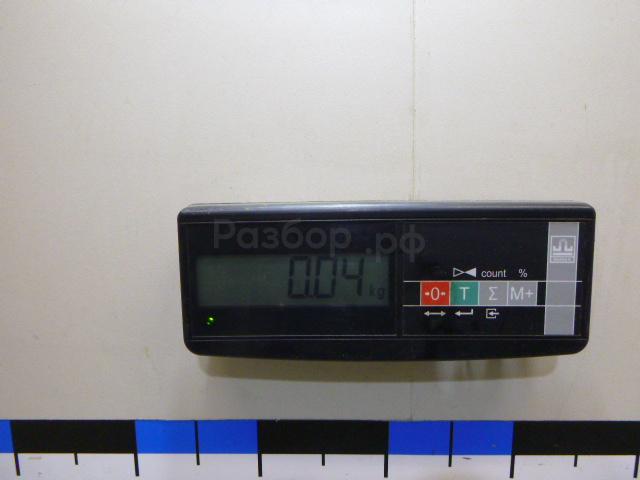 Разбор.рф
0.04 kg
count %
→0← T Σ M+